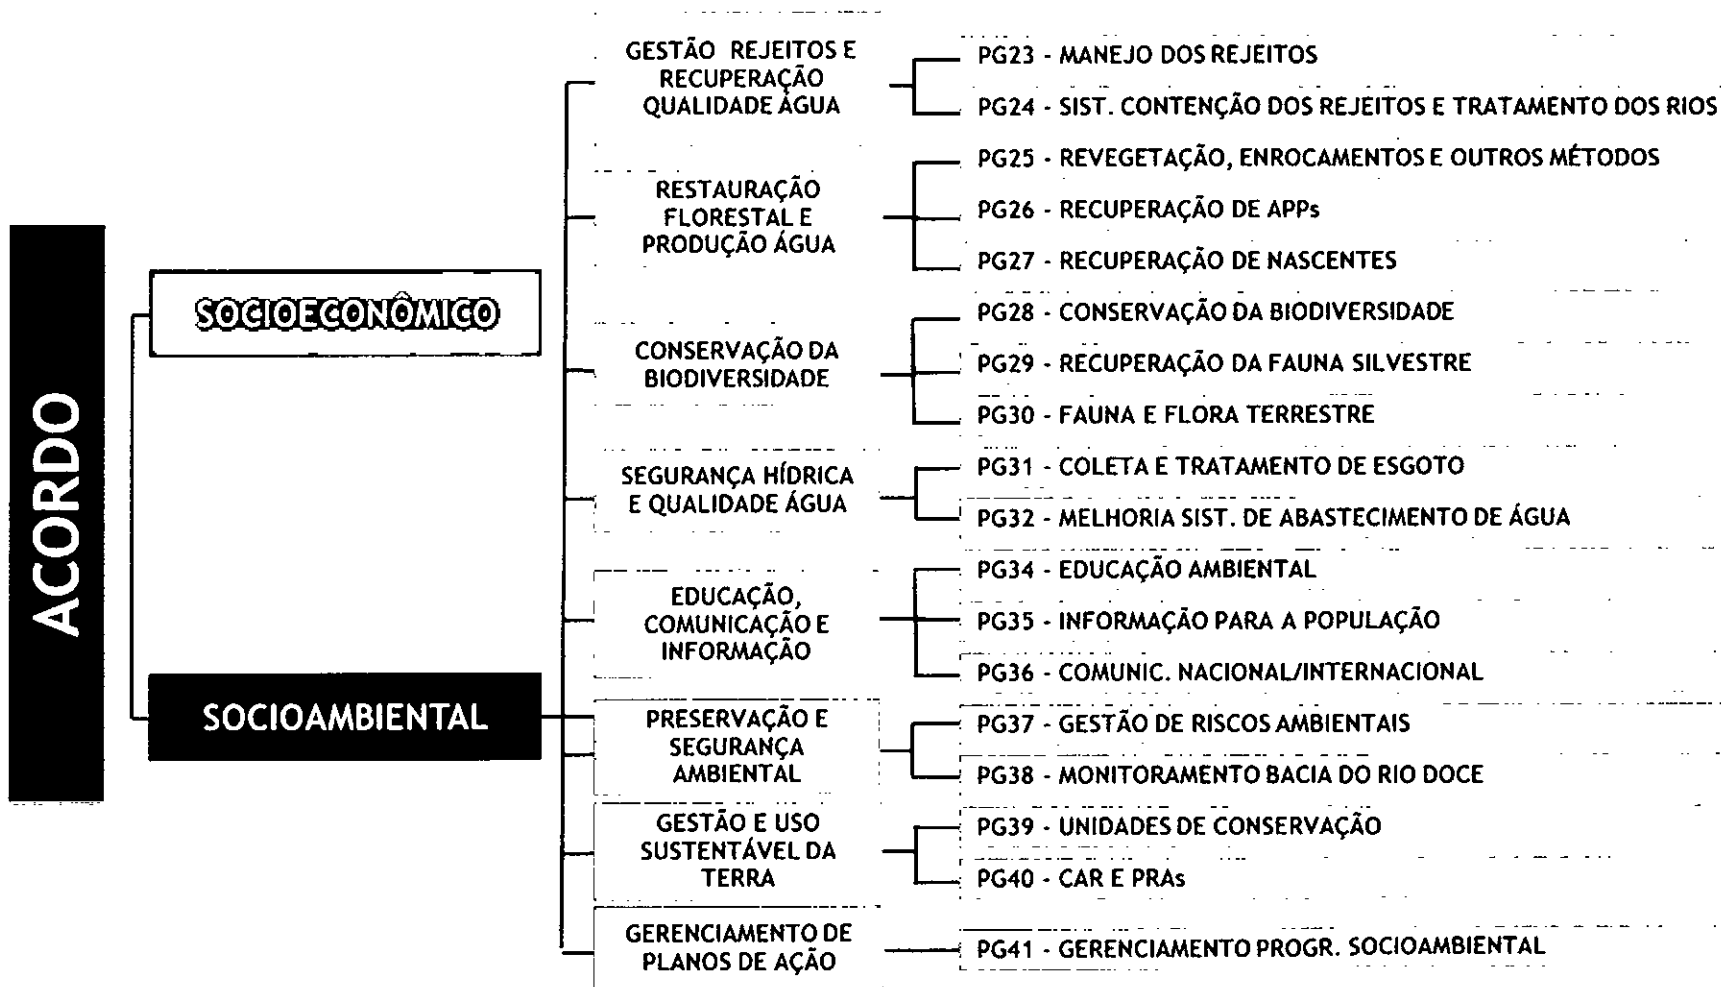 ACORDO
SOCIOECONÔMICO
SOCIOAMBIENTAL
GESTÃO REJEITOS E
RECUPERAÇÃO
QUALIDADE ÁGUA
PG23 - MANEJO DOS REJEITOS
PG24 - SIST. CONTENÇÃO DOS REJEITOS E TRATAMENTO DOS RIOS
RESTAURAÇÃO
FLORESTAL E
PRODUÇÃO ÁGUA
PG25 - REVEGETAÇÃO, ENROCAMENTOS E OUTROS MÉTODOS
PG26 - RECUPERAÇÃO DE APPs
PG27 - RECUPERAÇÃO DE NASCENTES
CONSERVAÇÃO DA
BIODIVERSIDADE
PG28 - CONSERVAÇÃO DA BIODIVERSIDADE
PG29 - RECUPERAÇÃO DA FAUNA SILVESTRE
PG30 - FAUNA E FLORA TERRESTRE
SEGURANÇA HÍDRICA
E QUALIDADE ÁGUA
PG31 - COLETA E TRATAMENTO DE ESGOTO
PG32 - MELHORIA SIST. DE ABASTECIMENTO DE ÁGUA
EDUCAÇÃO,
COMUNICAÇÃO E
INFORMAÇÃO
PG34 - EDUCAÇÃO AMBIENTAL
PG35 - INFORMAÇÃO PARA A POPULAÇÃO
PG36 - COMUNIC. NACIONAL/INTERNACIONAL
PRESERVAÇÃO E
SEGURANÇA
AMBIENTAL
PG37 - GESTÃO DE RISCOS AMBIENTAIS
PG38 - MONITORAMENTO BACIA DO RIO DOCE
GESTÃO E USO
SUSTENTÁVEL DA
TERRA
PG39 - UNIDADES DE CONSERVAÇÃO
PG40 - CAR E PRAs
GERENCIAMENTO DE
PLANOS DE AÇÃO
PG41 - GERENCIAMENTO PROGR. SOCIOAMBIENTAL